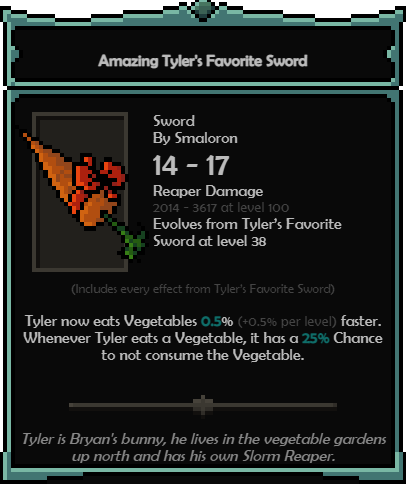 Amazing Tyler's Favorite Sword
Sword
By Smaloron
14 - 17
Reaper Damage
2014 - 3617 at level 100
Evolves from Tyler's Favorite
Sword at level 38
(Includes every effect from Tyler's Favorite Sword)
Tyler now eats Vegetables 0.5% (+0.5% per level) faster.
Whenever Tyler eats a Vegetable, it has a 25% Chance
to not consume the Vegetable.
Tyler is Bryan's bunny, he lives in the vegetable gardens
up north and has his own Slorm Reaper.